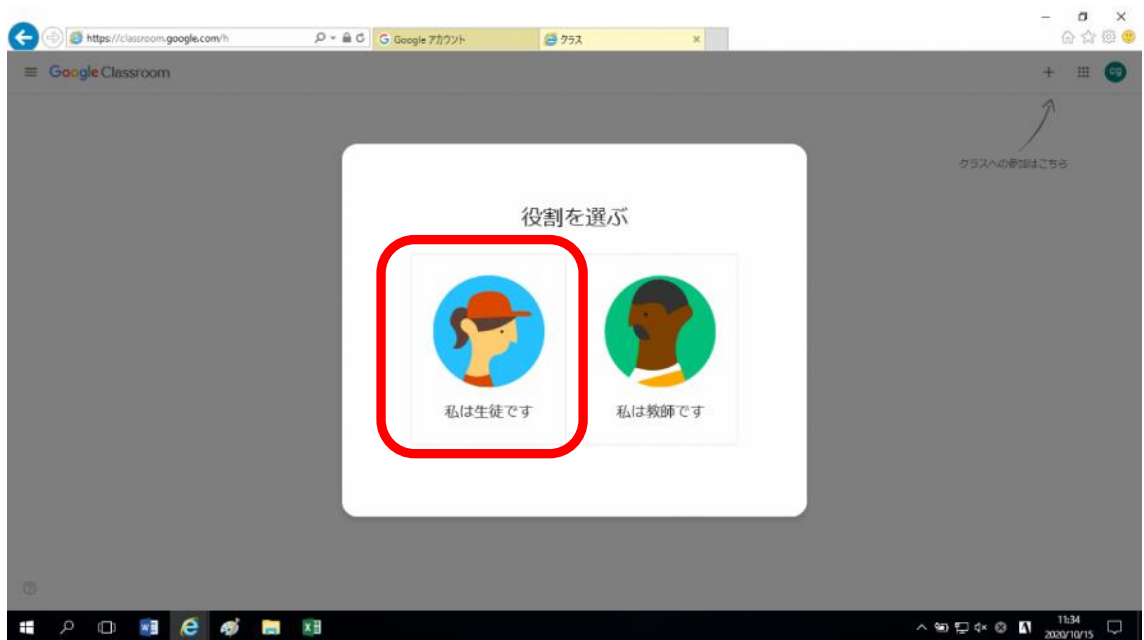 https://classroom.google.com/h
Google アカウント
クラス
Google Classroom
cg
クラスへの参加はこちら
役割を選ぶ
私は生徒です
私は教師です
11:34
2020/10/15